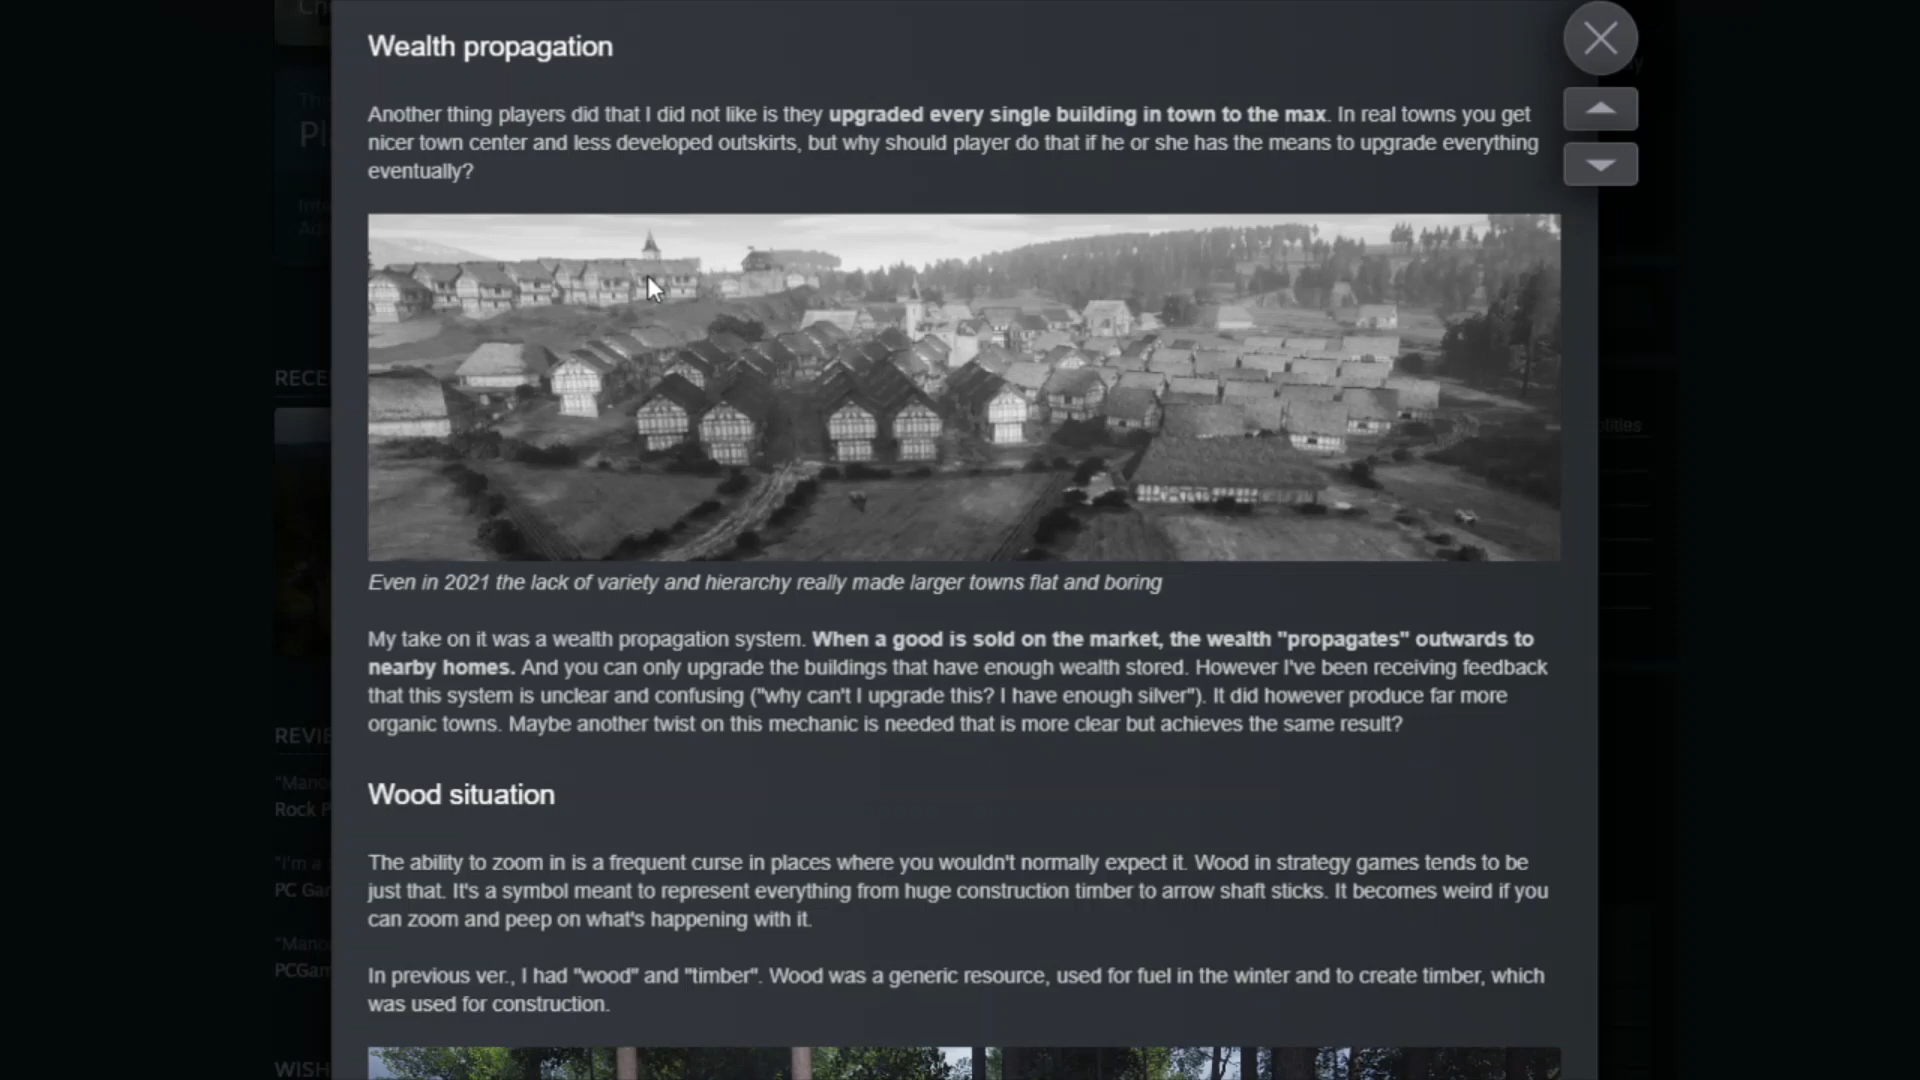 Wealth propagation
Another thing players did that I did not like is they upgraded every single building in town to the max. In real towns you get
nicer town center and less developed outskirts, but why should player do that if he or she has the means to upgrade everything
eventually?
Even in 2021 the lack of variety and hierarchy really made larger towns flat and boring
My take on it was a wealth propagation system. When a good is sold on the market, the wealth "propagates" outwards to
nearby homes. And you can only upgrade the buildings that have enough wealth stored. However I've been receiving feedback
that this system is unclear and confusing ("why can't I upgrade this? I have enough silver"). It did however produce far more
organic towns. Maybe another twist on this mechanic is needed that is more clear but achieves the same result?
Wood situation
The ability to zoom in is a frequent curse in places where you wouldn't normally expect it. Wood in strategy games tends to be
just that. It's a symbol meant to represent everything from huge construction timber to arrow shaft sticks. It becomes weird if you
can zoom and peep on what's happening with it.
In previous ver., I had "wood" and "timber". Wood was a generic resource, used for fuel in the winter and to create timber, which
was used for construction.
RECE
REVIE
"Mano
Rock P
"I'm a
PC Gar
"Mano
PCGam
WISH